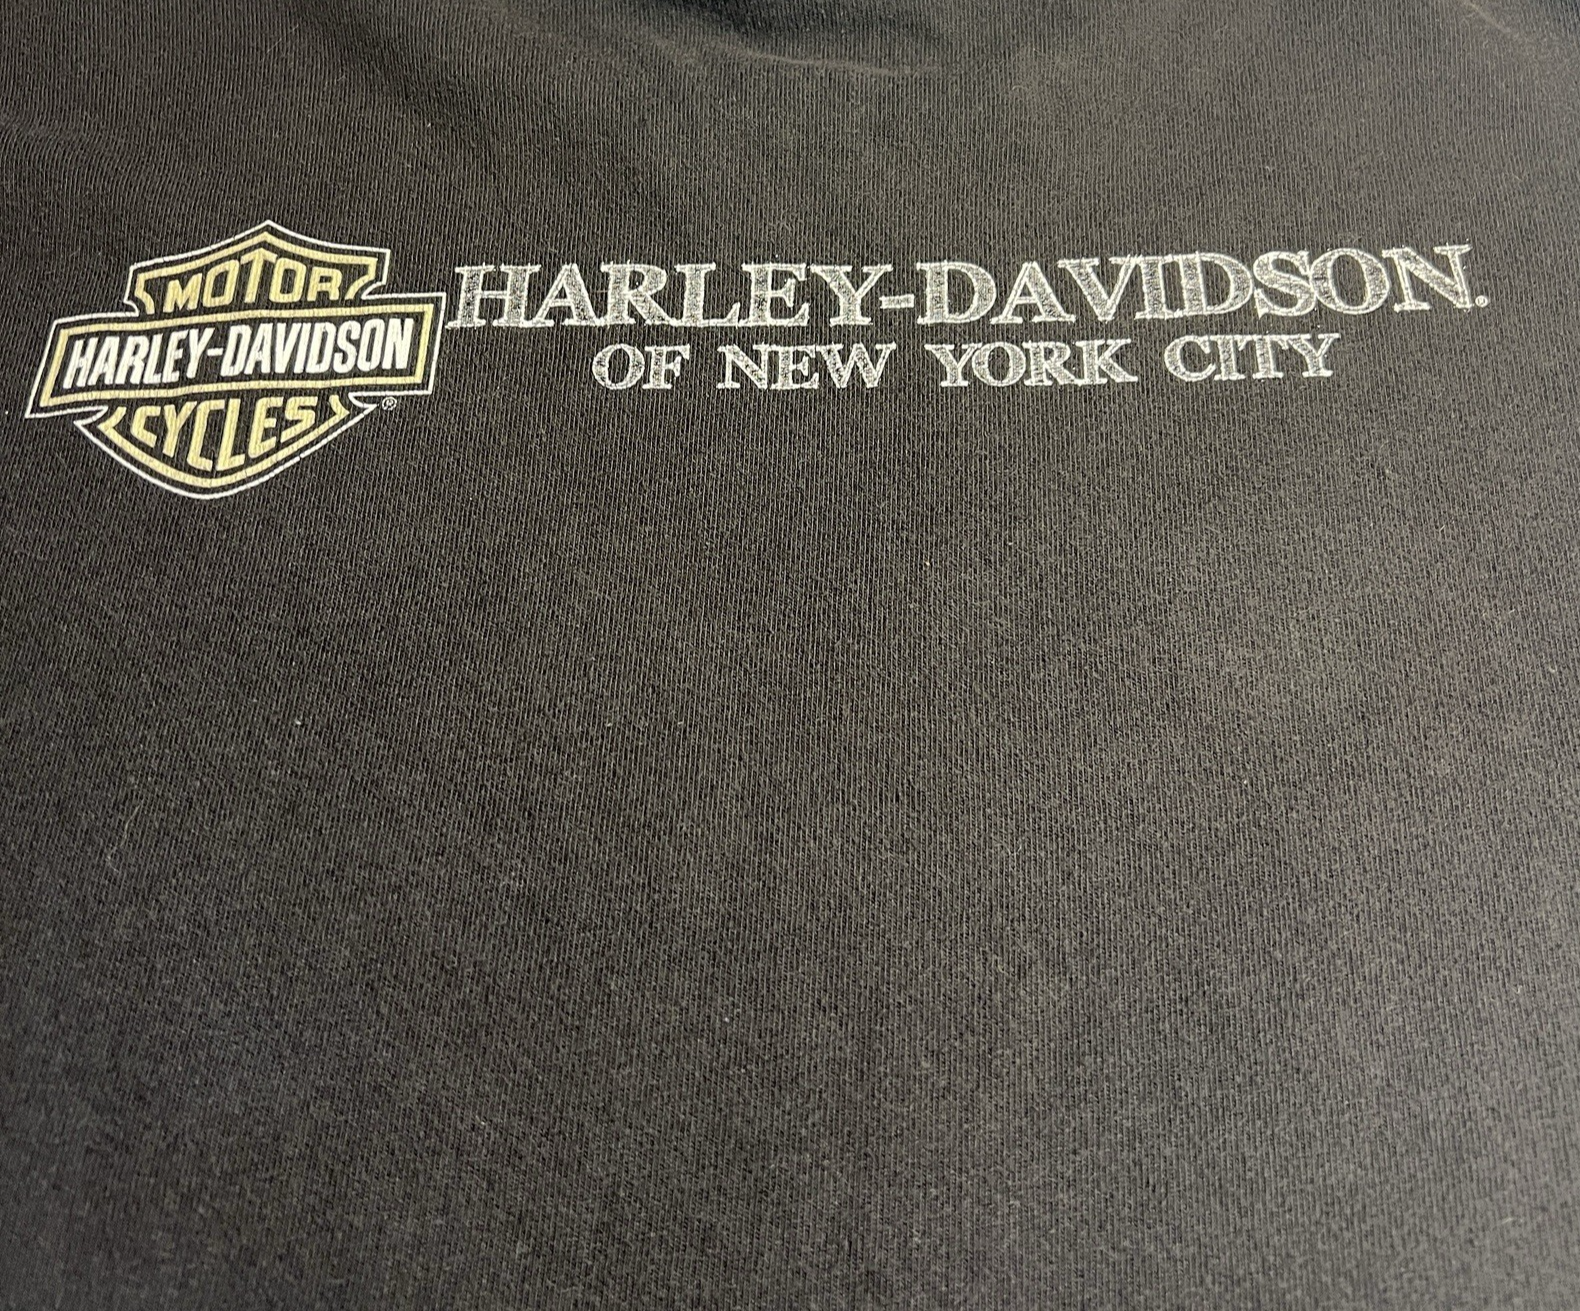 MOTOR
HARLEY-DAVIDSON
CYCLES
®
HARLEY-DAVIDSON.
OF NEW YORK CITY